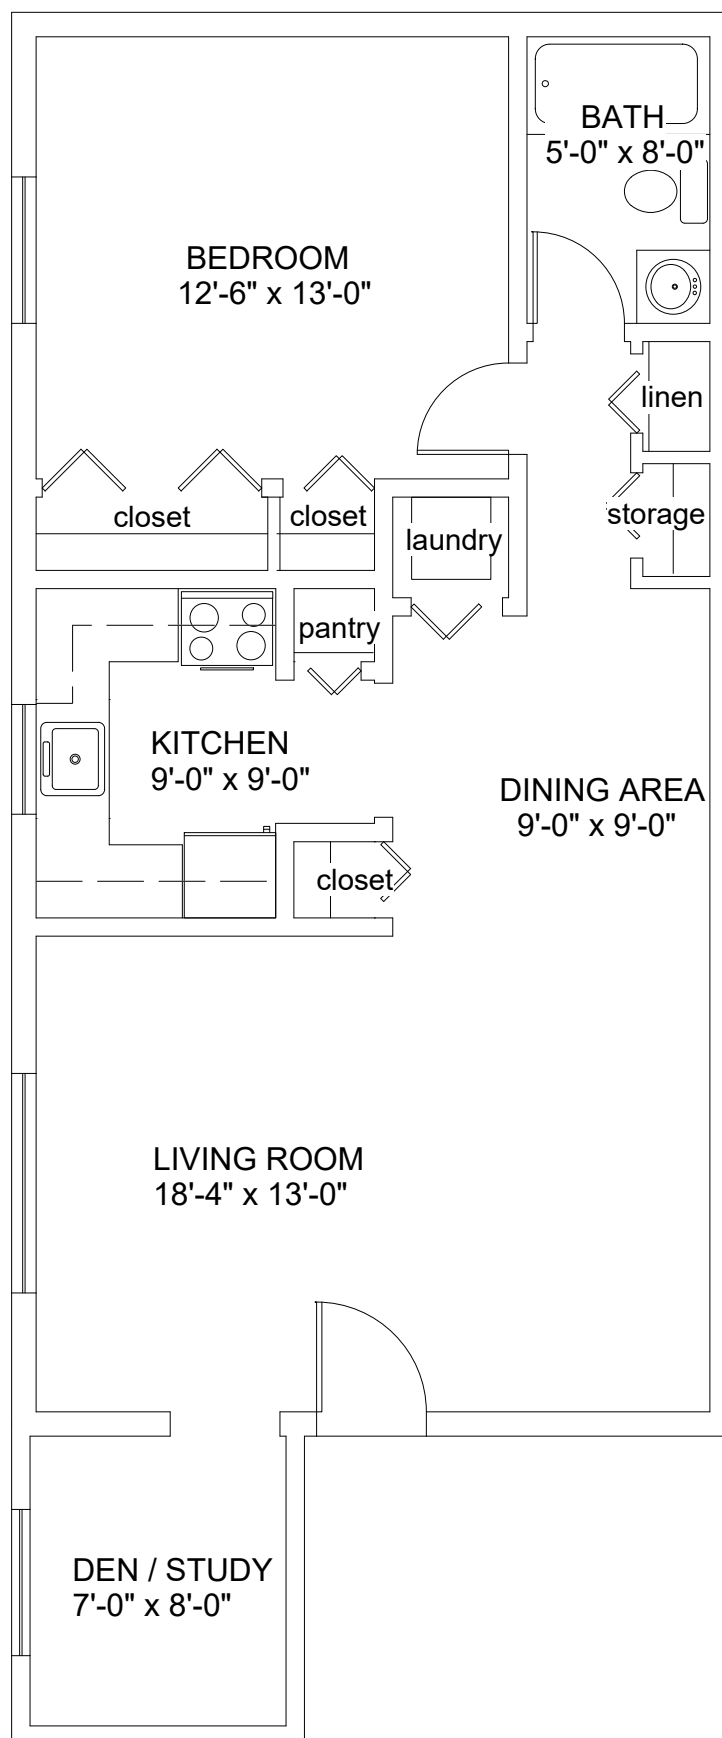 BATH
5'-0" x 8'-0"
BEDROOM
12'-6" x 13'-0"
linen
closet
closet
storage
laundry
pantry
KITCHEN
9'-0" x 9'-0"
DINING AREA
9'-0" x 9'-0"
closet
LIVING ROOM
18'-4" x 13'-0"
DEN / STUDY
7'-0" x 8'-0"